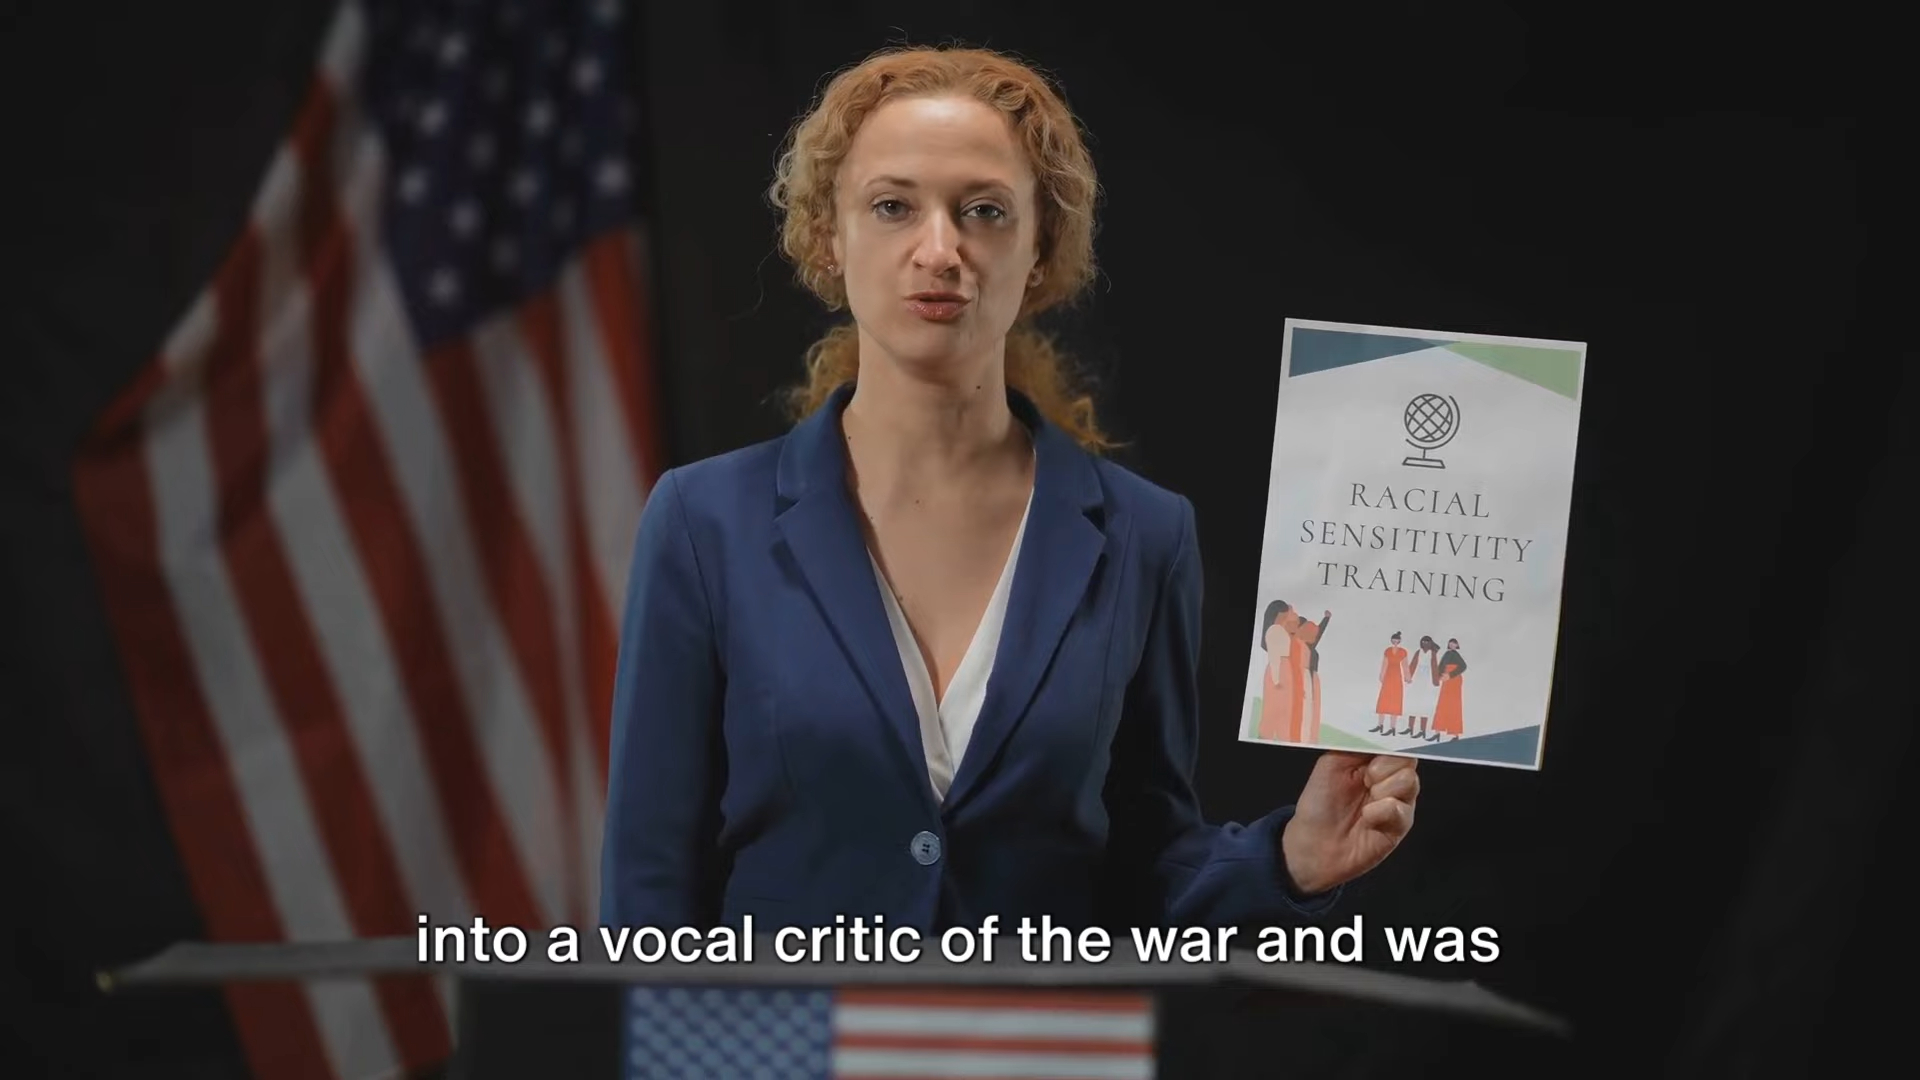 RACIAL
SENSITIVITY
TRAINING
into a vocal critic of the war and was